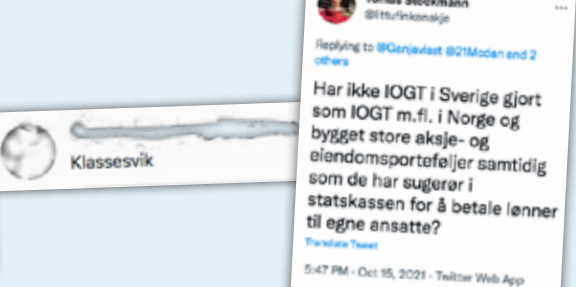 Klassesvik
Stockmann
@littufinkanskje
Replying to @Ganjaviast @21Modan and 2
others
Har ikke IOGT i Sverige gjort
som IOGT m.fl. i Norge og
bygget store aksje- og
eiendomsporteføljer samtidig
som de har sugerør i
statskassen for å betale lønner
til egne ansatte?
Translate Tweet
5:47 PM · Oct 15, 2021 · Twitter Web App